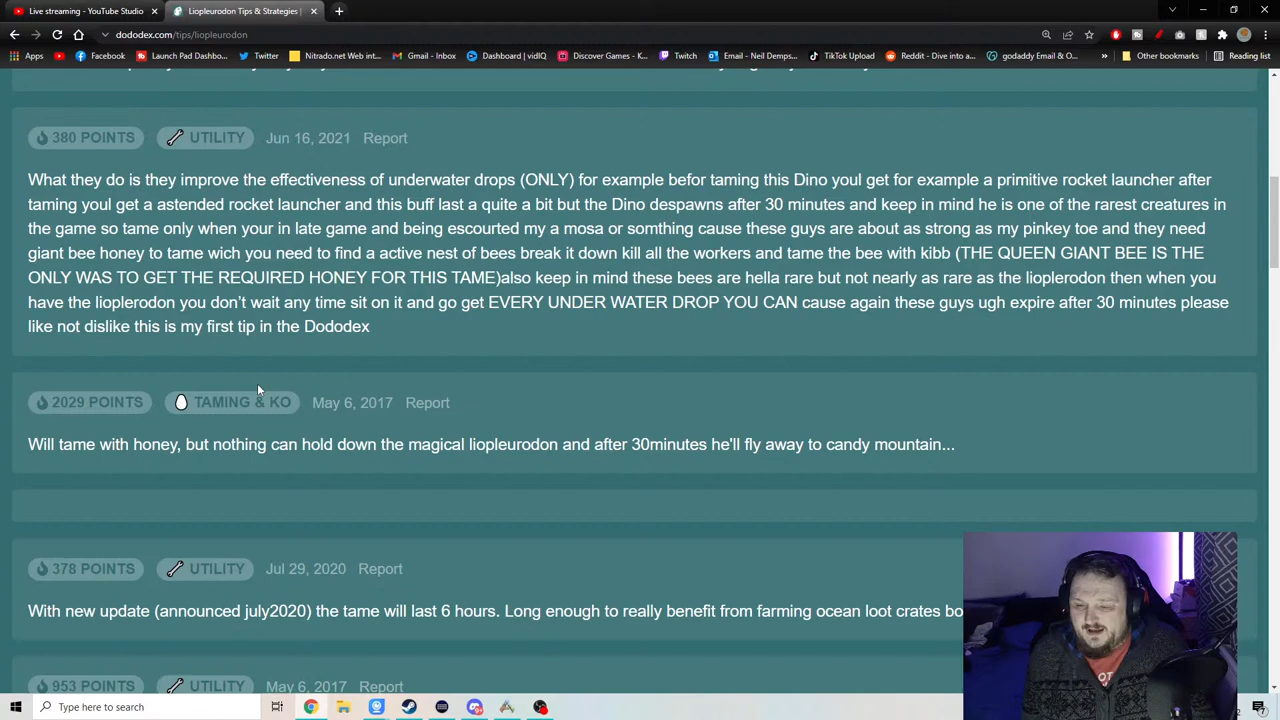 Live streaming - YouTube Studio
Liopleurodon Tips & Strategies |
dododex.com/tips/liopleurodon
Apps
Facebook
Launch Pad Dashbo...
Twitter
Nitrado.net Web int...
Gmail - Inbox
Dashboard | vidIQ
Discover Games - K...
Twitch
Email - Neil Demps...
TikTok Upload
Reddit - Dive into a...
godaddy Email & O...
Other bookmarks
Reading list
380 POINTS UTILITY Jun 16, 2021 Report
What they do is they improve the effectiveness of underwater drops (ONLY) for example befor taming this Dino youl get for example a primitive rocket launcher after
taming youl get a astended rocket launcher and this buff last a quite a bit but the Dino despawns after 30 minutes and keep in mind he is one of the rarest creatures in
the game so tame only when your in late game and being escourted my a mosa or somthing cause these guys are about as strong as my pinkey toe and they need
giant bee honey to tame wich you need to find a active nest of bees break it down kill all the workers and tame the bee with kibb (THE QUEEN GIANT BEE IS THE
ONLY WAS TO GET THE REQUIRED HONEY FOR THIS TAME)also keep in mind these bees are hella rare but not nearly as rare as the lioplerodon then when you
have the lioplerodon you don't wait any time sit on it and go get EVERY UNDER WATER DROP YOU CAN cause again these guys ugh expire after 30 minutes please
like not dislike this is my first tip in the Dododex
2029 POINTS TAMING & KO May 6, 2017 Report
Will tame with honey, but nothing can hold down the magical liopleurodon and after 30minutes he'll fly away to candy mountain...
378 POINTS UTILITY Jul 29, 2020 Report
With new update (announced july2020) the tame will last 6 hours. Long enough to really benefit from farming ocean loot crates bo
953 POINTS UTILITY May 6, 2017 Report
Type here to search